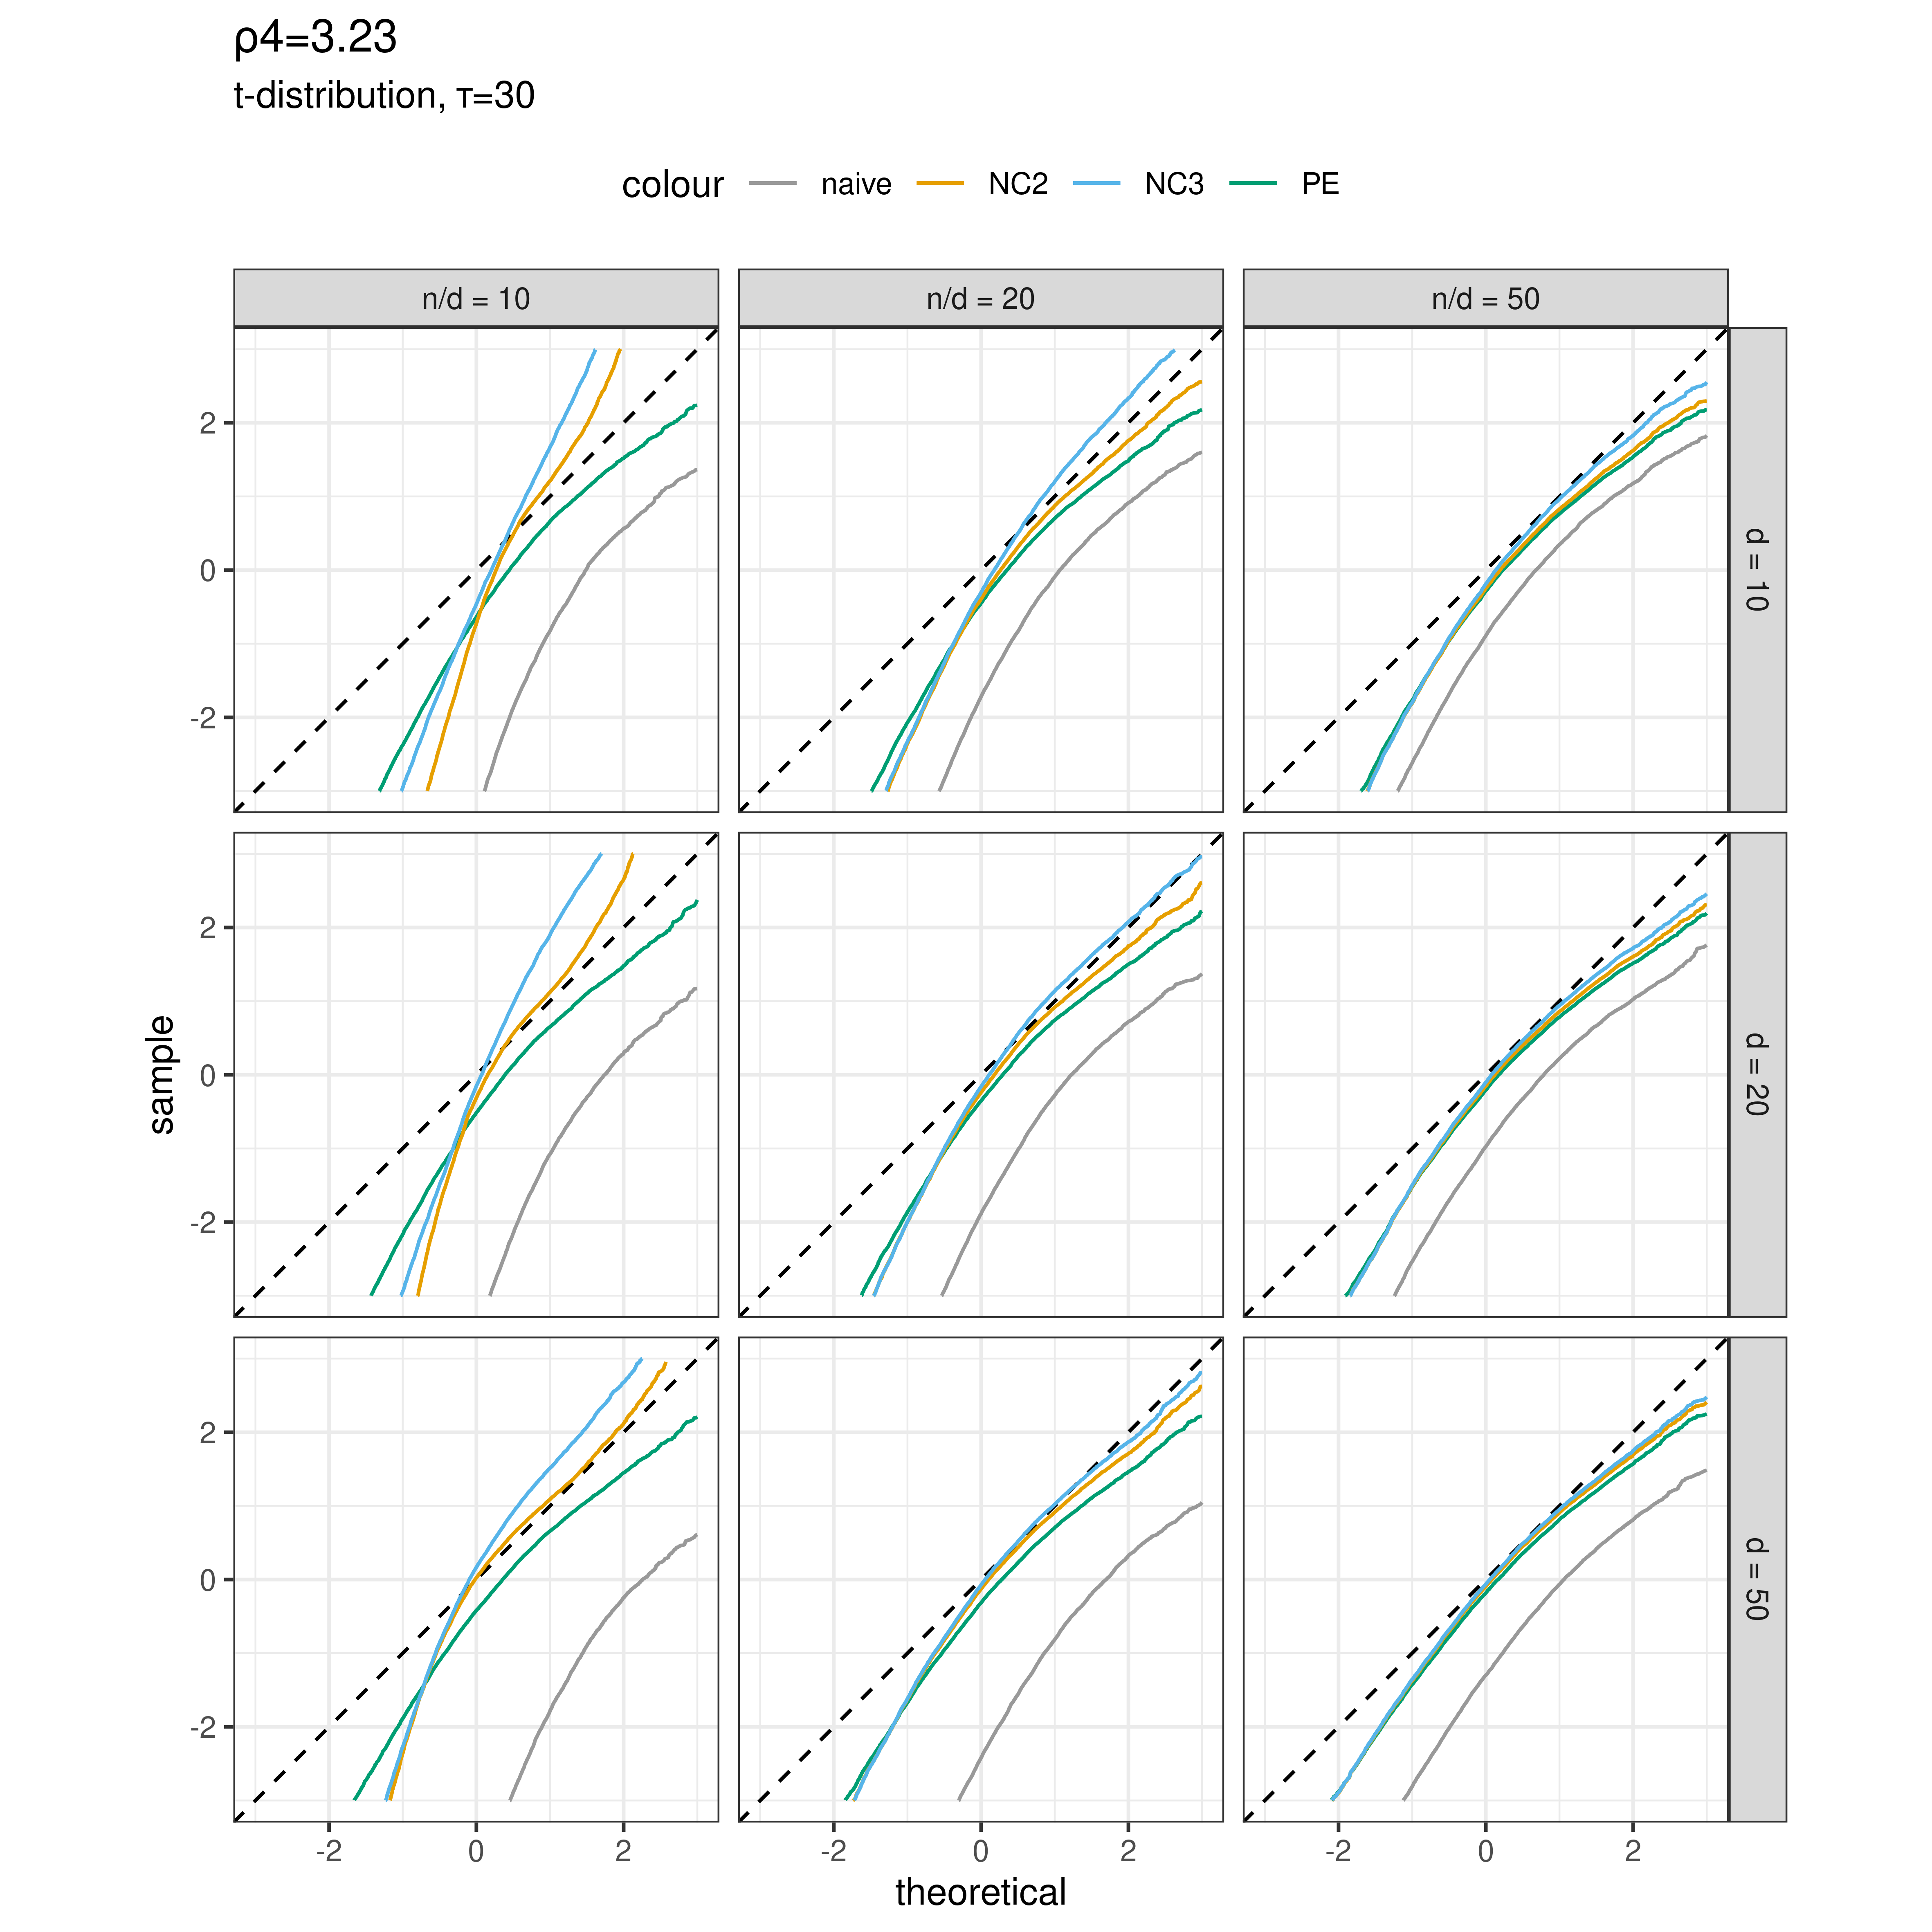 ρ4=3.23
t-distribution, τ=30
colour naive NC2 NC3 PE
n/d = 10 n/d = 20 n/d = 50
2
0
-2
d = 10
2
0
-2
d = 20
2
0
-2
d = 50
sample
-2 0 2 -2 0 2 -2 0 2
theoretical